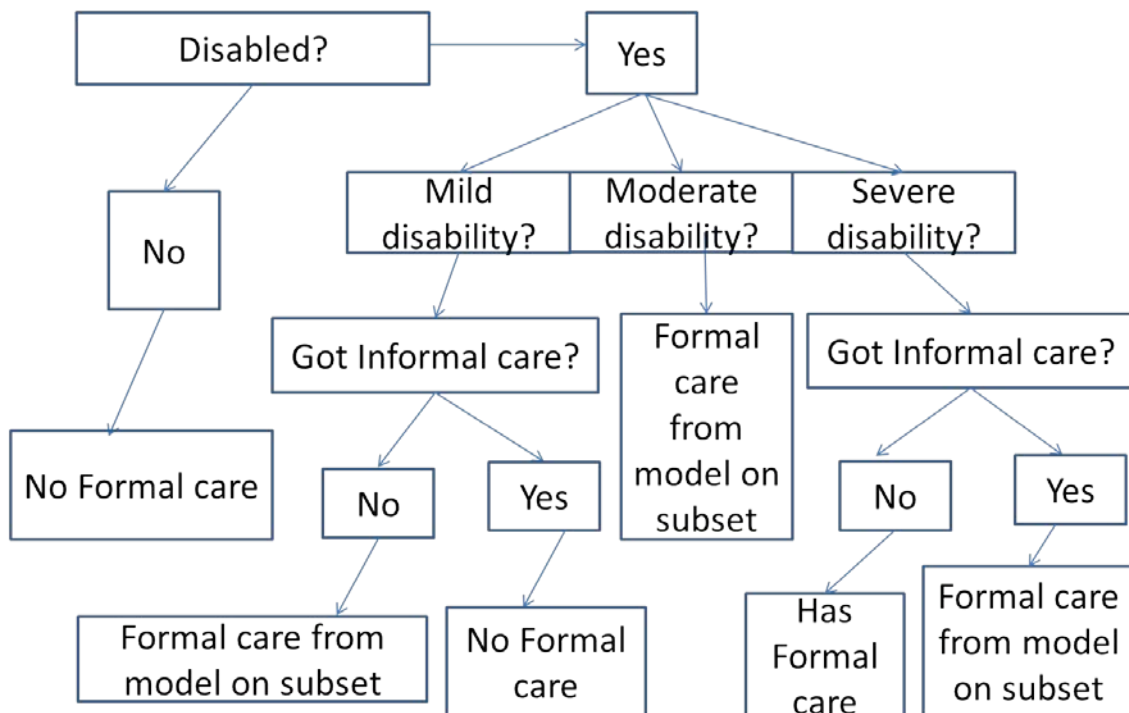 Disabled?
Yes
No
Mild
disability?
Moderate
disability?
Severe
disability?
No Formal care
Got Informal care?
Formal
care
from
model on
subset
Got Informal care?
No
Yes
No
Yes
Formal care from
model on subset
No Formal
care
Has
Formal
care
Formal care
from model
on subset